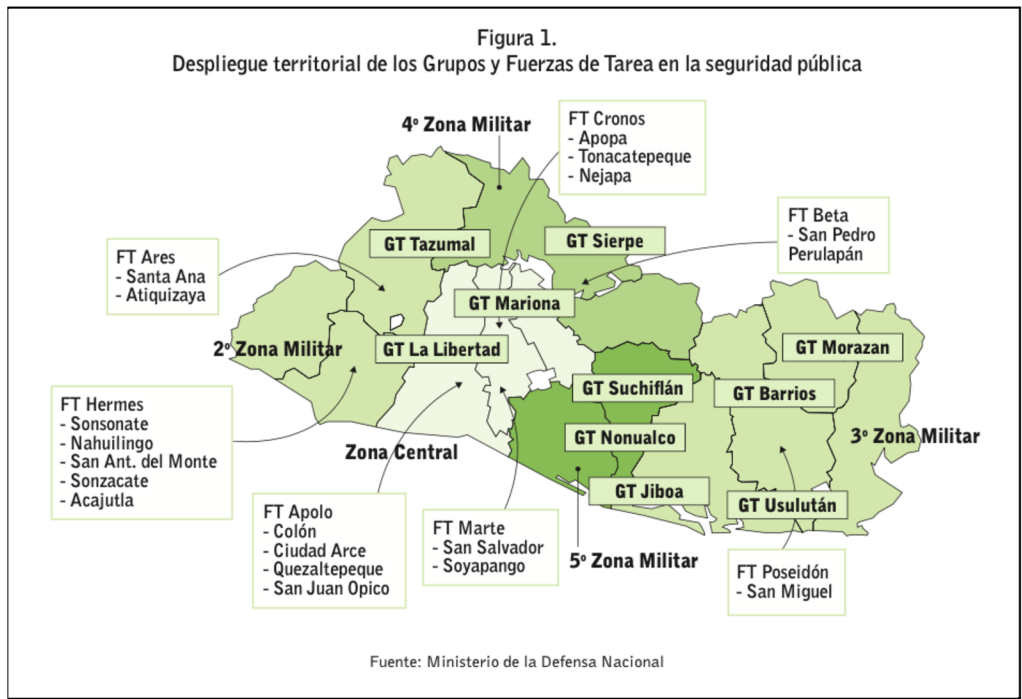 Figura 1.
Despliegue territorial de los Grupos y Fuerzas de Tarea en la seguridad pública
4º Zona Militar
FT Cronos
- Apopa
- Tonacatepeque
- Nejapa
FT Beta
- San Pedro
Perulapán
GT Tazumal
GT Sierpe
FT Ares
- Santa Ana
- Atiquizaya
GT Mariona
2º Zona Militar
GT La Libertad
GT Morazan
GT Suchiflán
GT Barrios
FT Hermes
- Sonsonate
- Nahuilingo
- San Ant. del Monte
- Sonzacate
- Acajutla
GT Nonualco
3º Zona Militar
Zona Central
GT Jiboa
GT Usulután
FT Apolo
- Colón
- Ciudad Arce
- Quezaltepeque
- San Juan Opico
FT Marte
- San Salvador
- Soyapango
5º Zona Militar
FT Poseidón
- San Miguel
Fuente: Ministerio de la Defensa Nacional